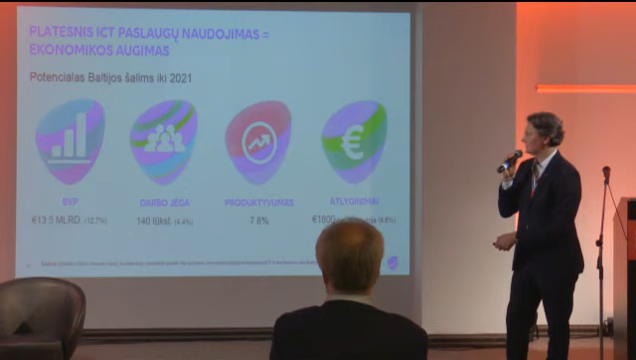 PLATESNIS ICT PASLAUGŲ NAUDOJIMAS =
EKONOMIKOS AUGIMAS
Potencialas Baltijos šalims iki 2021
BVP
DARBO JĖGA
PRODUKTYVUMAS
ATLYGINIMAI
€13.5 MLRD (12.7%)
140 tūkst. (4.4%)
7.8%
€1800